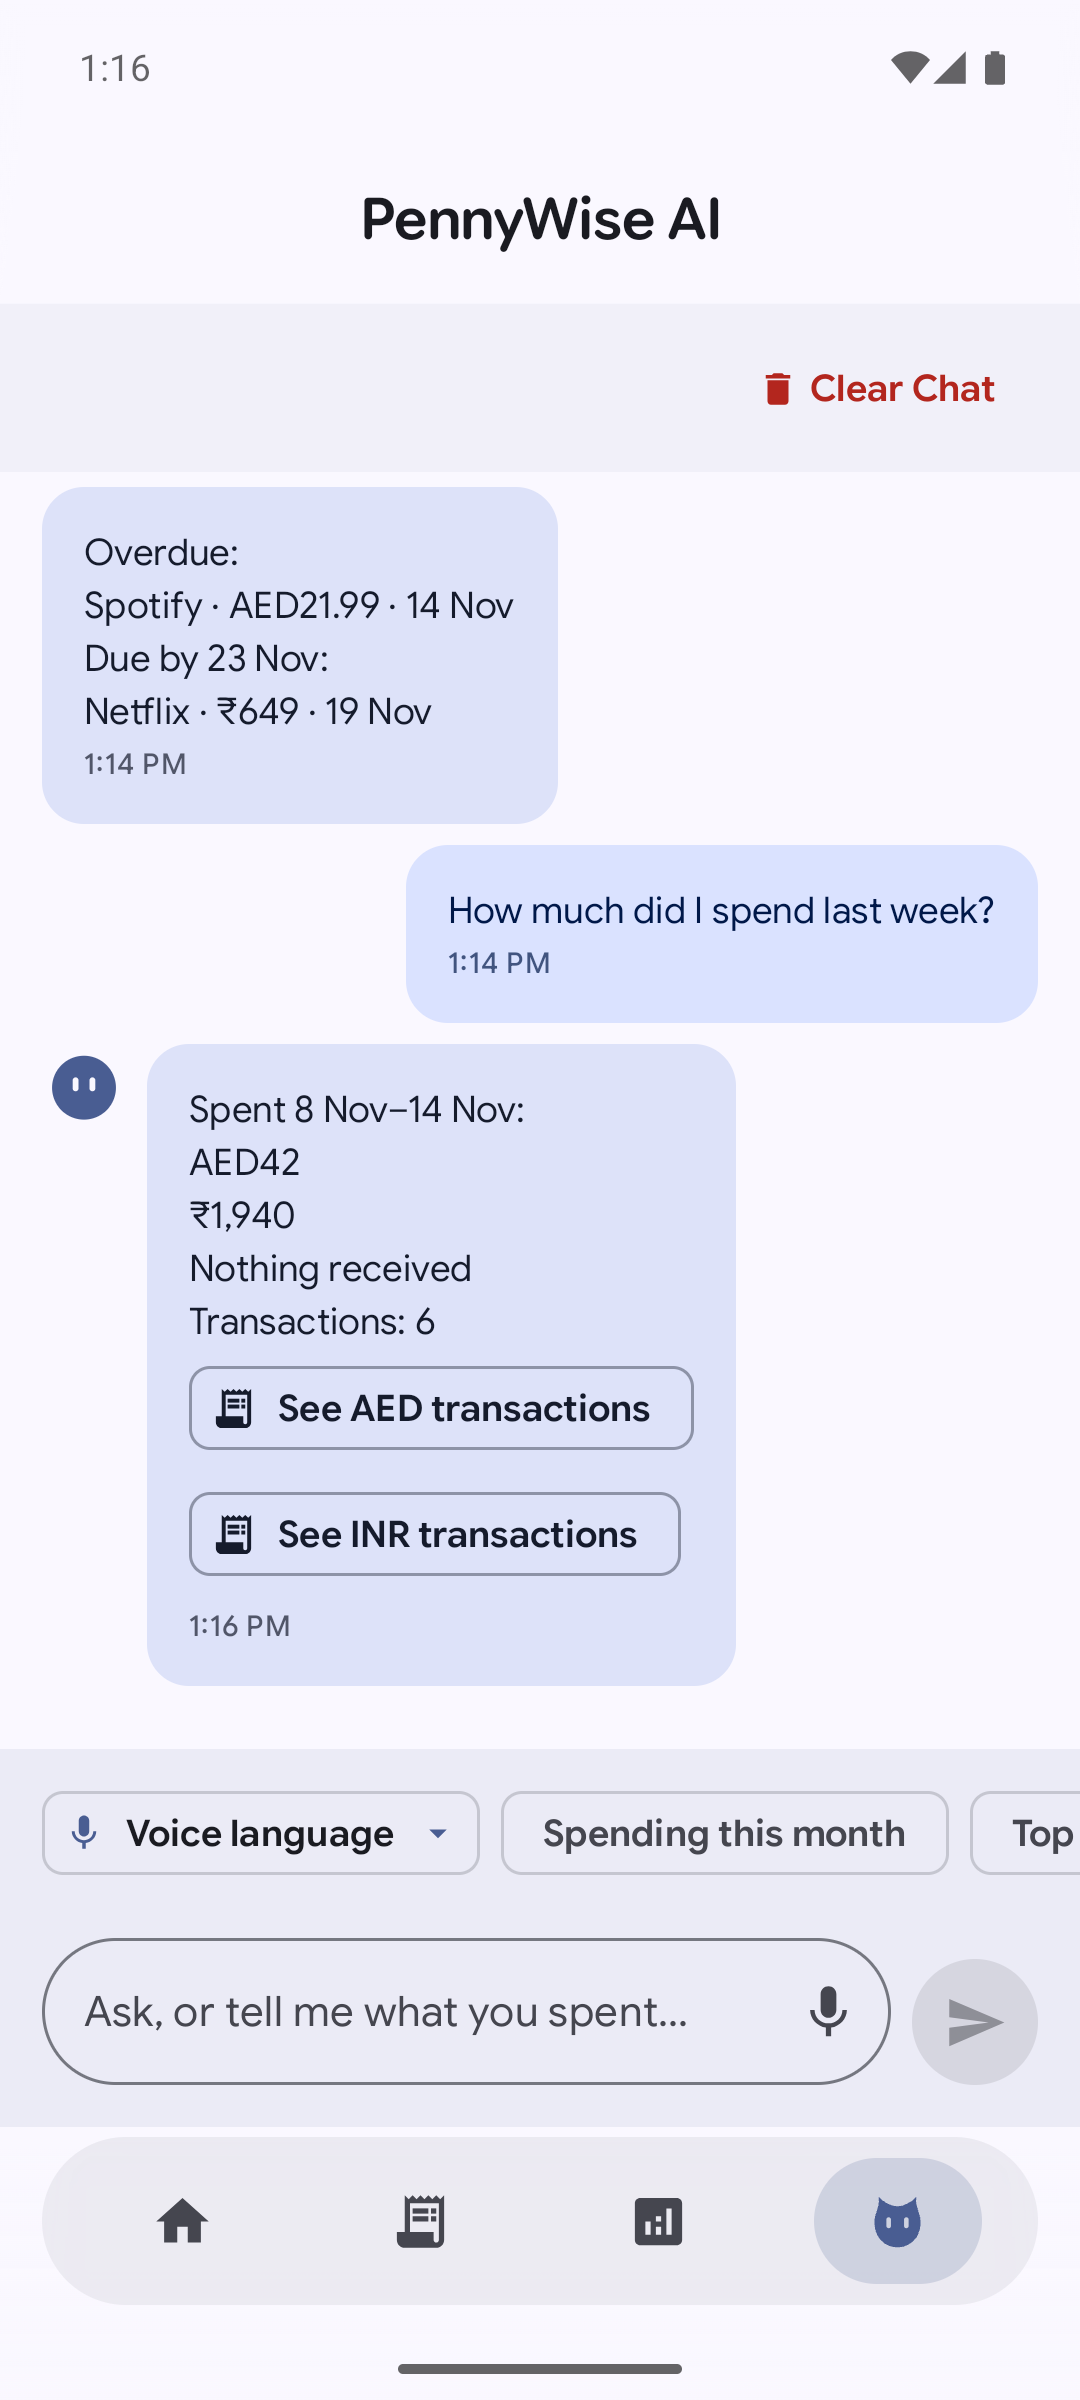 1:16
PennyWise AI
Clear Chat
Overdue:
Spotify · AED21.99 · 14 Nov
Due by 23 Nov:
Netflix · ₹649 · 19 Nov
1:14 PM
How much did I spend last week?
1:14 PM
Spent 8 Nov–14 Nov:
AED42
₹1,940
Nothing received
Transactions: 6
See AED transactions
See INR transactions
1:16 PM
Voice language
Spending this month
Top
Ask, or tell me what you spent...